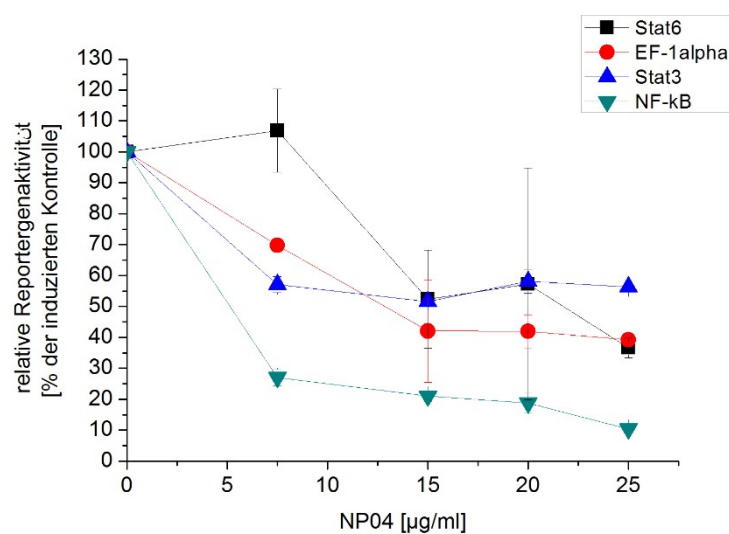 Stat6
EF-1alpha
Stat3
NF-kB
relative Reportergenaktivität
[% der induzierten Kontrolle]
130
120
110
100
90
80
70
60
50
40
30
20
10
0
0 5 10 15 20 25
NP04 [µg/ml]